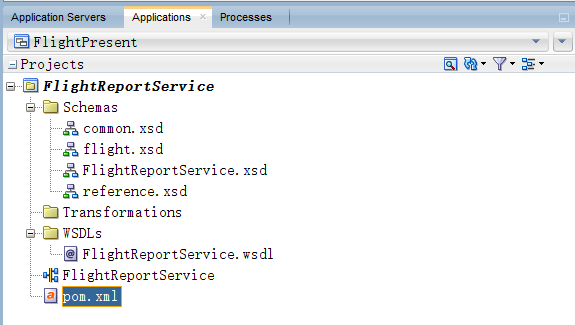 Application Servers Applications × Processes
FlightPresent
Projects
FlightReportService
Schemas
common.xsd
flight.xsd
FlightReportService.xsd
reference.xsd
Transformations
WSDLs
FlightReportService.wsdl
FlightReportService
pom.xml